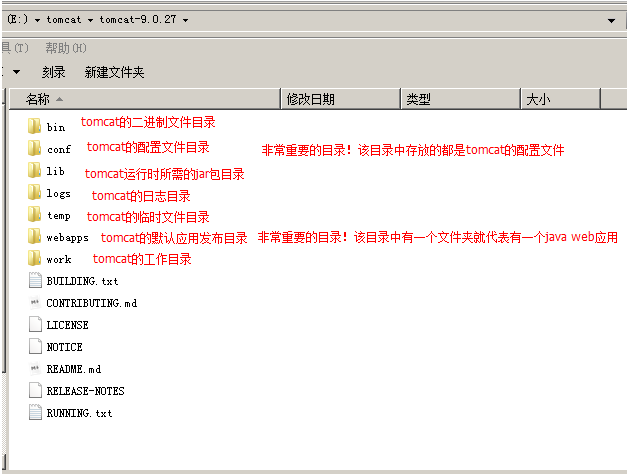 (E:) tomcat tomcat-9.0.27
具(T) 帮助(H)
刻录 新建文件夹
名称 修改日期 类型 大小
bin tomcat的二进制文件目录
conf tomcat的配置文件目录 非常重要的目录！该目录中存放的都是tomcat的配置文件
lib tomcat运行时所需的jar包目录
logs tomcat的日志目录
temp tomcat的临时文件目录
webapps tomcat的默认应用发布目录 非常重要的目录！该目录中有一个文件夹就代表有一个java web应用
work tomcat的工作目录
BUILDING.txt
CONTRIBUTING.md
LICENSE
NOTICE
README.md
RELEASE-NOTES
RUNNING.txt